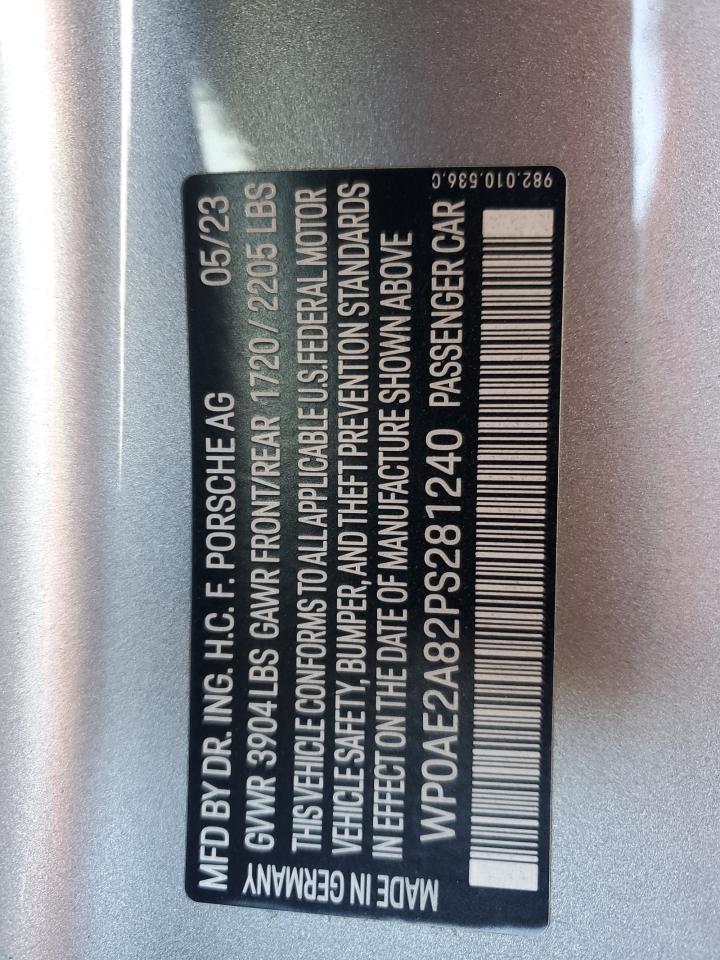 MFD BY DR. ING. H.C. F. PORSCHE AG 05/23
GVWR 3904 LBS GAWR FRONT/REAR 1720 / 2205 LBS
THIS VEHICLE CONFORMS TO ALL APPLICABLE U.S. FEDERAL MOTOR
VEHICLE SAFETY, BUMPER, AND THEFT PREVENTION STANDARDS
IN EFFECT ON THE DATE OF MANUFACTURE SHOWN ABOVE
WP0AE2A82PS281240 PASSENGER CAR
MADE IN GERMANY
982.010.536.C